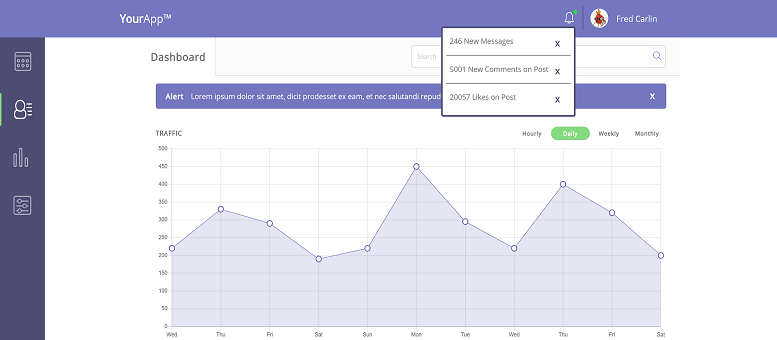 YourApp™
Fred Carlin
246 New Messages X
5001 New Comments on Post X
20057 Likes on Post X
Dashboard
Search
Alert Lorem ipsum dolor sit amet, dicit prodesset ex eam, et nec salutandi repud X
TRAFFIC
Hourly Daily Weekly Monthly
500
450
400
350
300
250
200
150
100
50
0
Wed Thu Fri Sat Sun Mon Tue Wed Thu Fri Sat